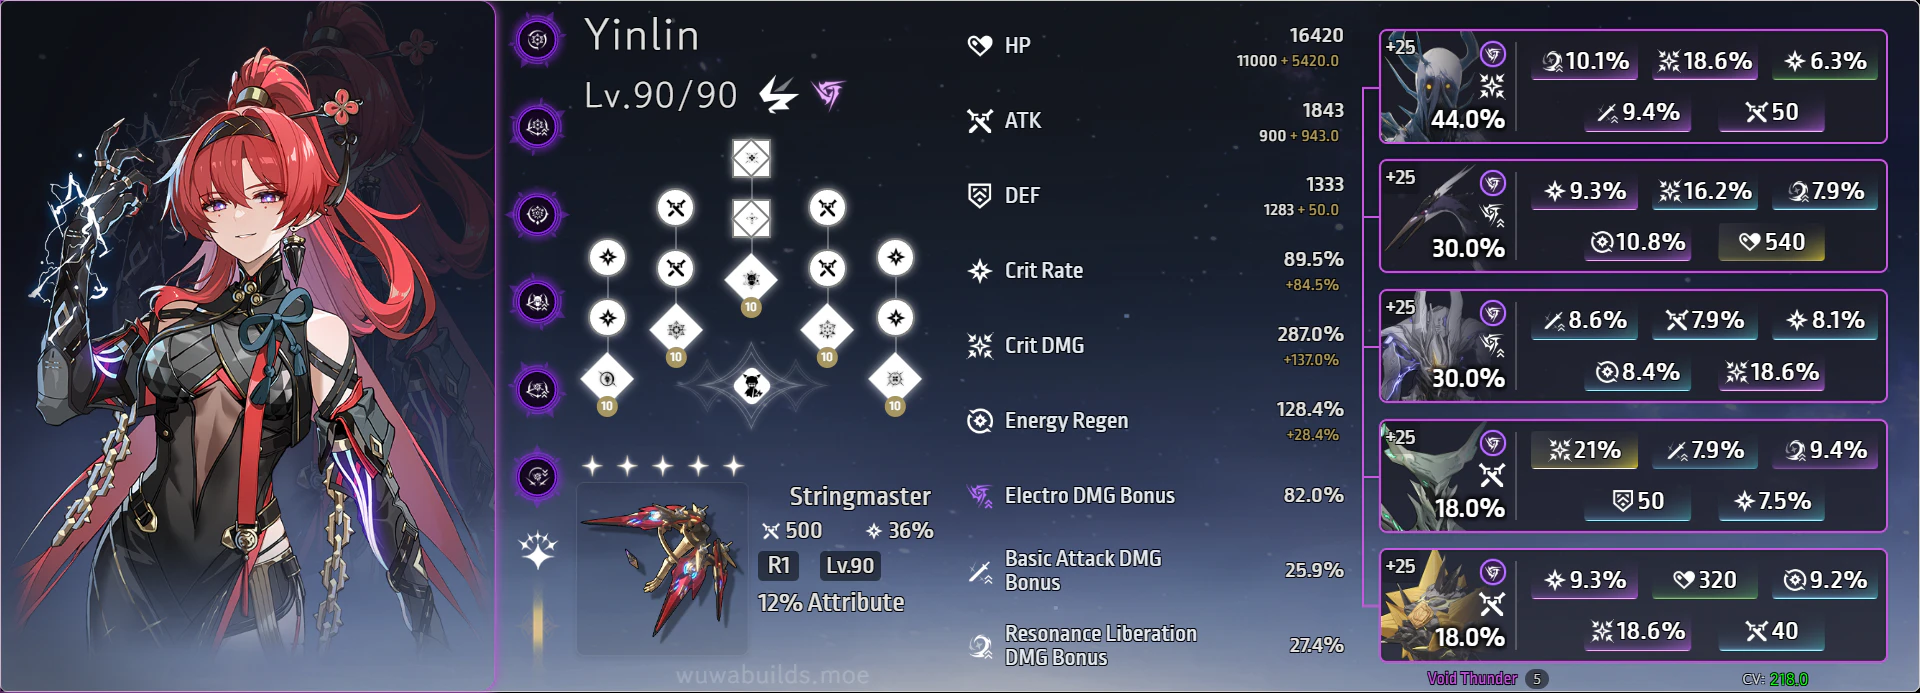 Yinlin
Lv.90/90
10
10
10
10
10
Stringmaster
500 36%
R1 Lv.90
12% Attribute
wuwabuilds.moe
HP 16420
11000 + 5420.0
ATK 1843
900 + 943.0
DEF 1333
1283 + 50.0
Crit Rate 89.5%
+84.5%
Crit DMG 287.0%
+137.0%
Energy Regen 128.4%
+28.4%
Electro DMG Bonus 82.0%
Basic Attack DMG
Bonus 25.9%
Resonance Liberation
DMG Bonus 27.4%
+25
44.0%
10.1% 18.6% 6.3%
9.4% 50
+25
30.0%
9.3% 16.2% 7.9%
10.8% 540
+25
30.0%
8.6% 7.9% 8.1%
8.4% 18.6%
+25
18.0%
21% 7.9% 9.4%
50 7.5%
+25
18.0%
9.3% 320 9.2%
18.6% 40
Void Thunder 5
CV: 218.0